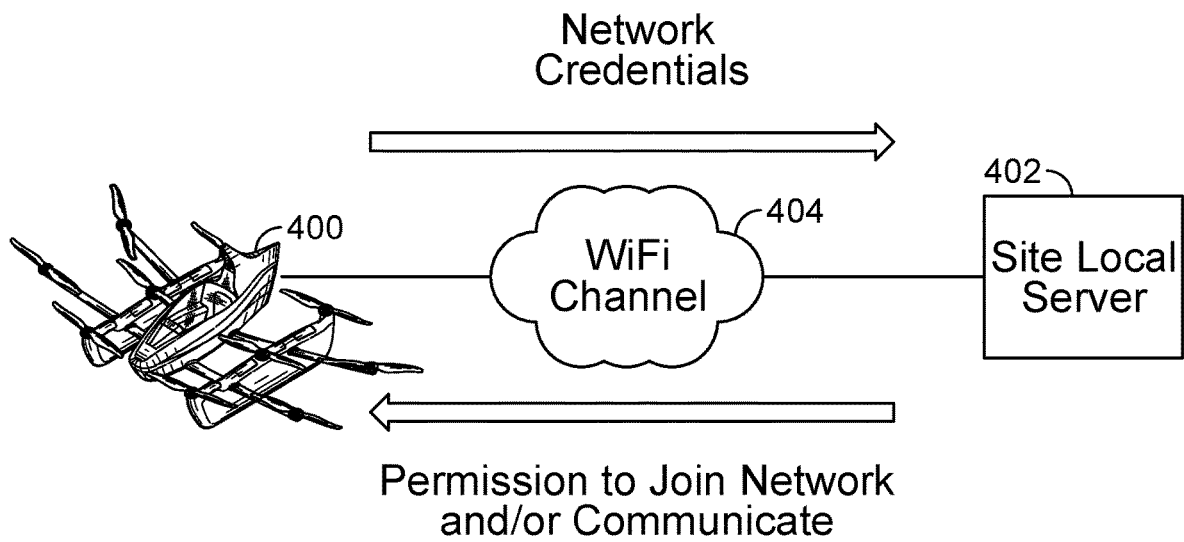 Network
Credentials
402
400
404
WiFi
Channel
Site Local
Server
Permission to Join Network
and/or Communicate